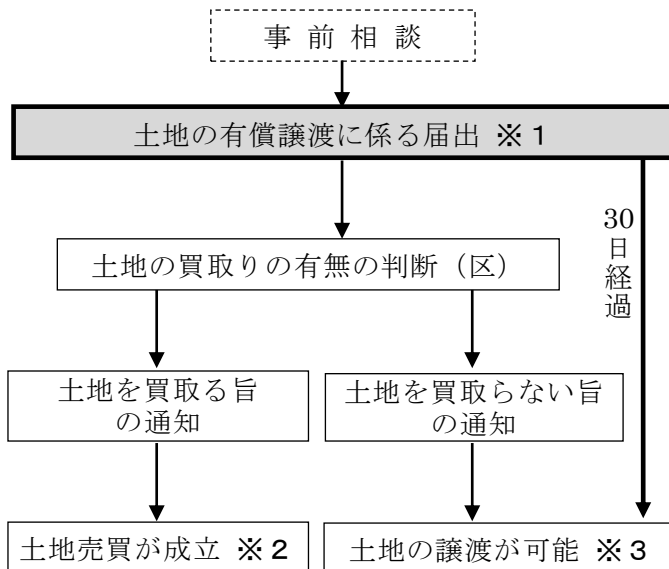 事前相談
土地の有償譲渡に係る届出 ※1
30日経過
土地の買取りの有無の判断（区）
土地を買取る旨
の通知
土地を買取らない旨
の通知
土地売買が成立 ※2
土地の譲渡が可能 ※3